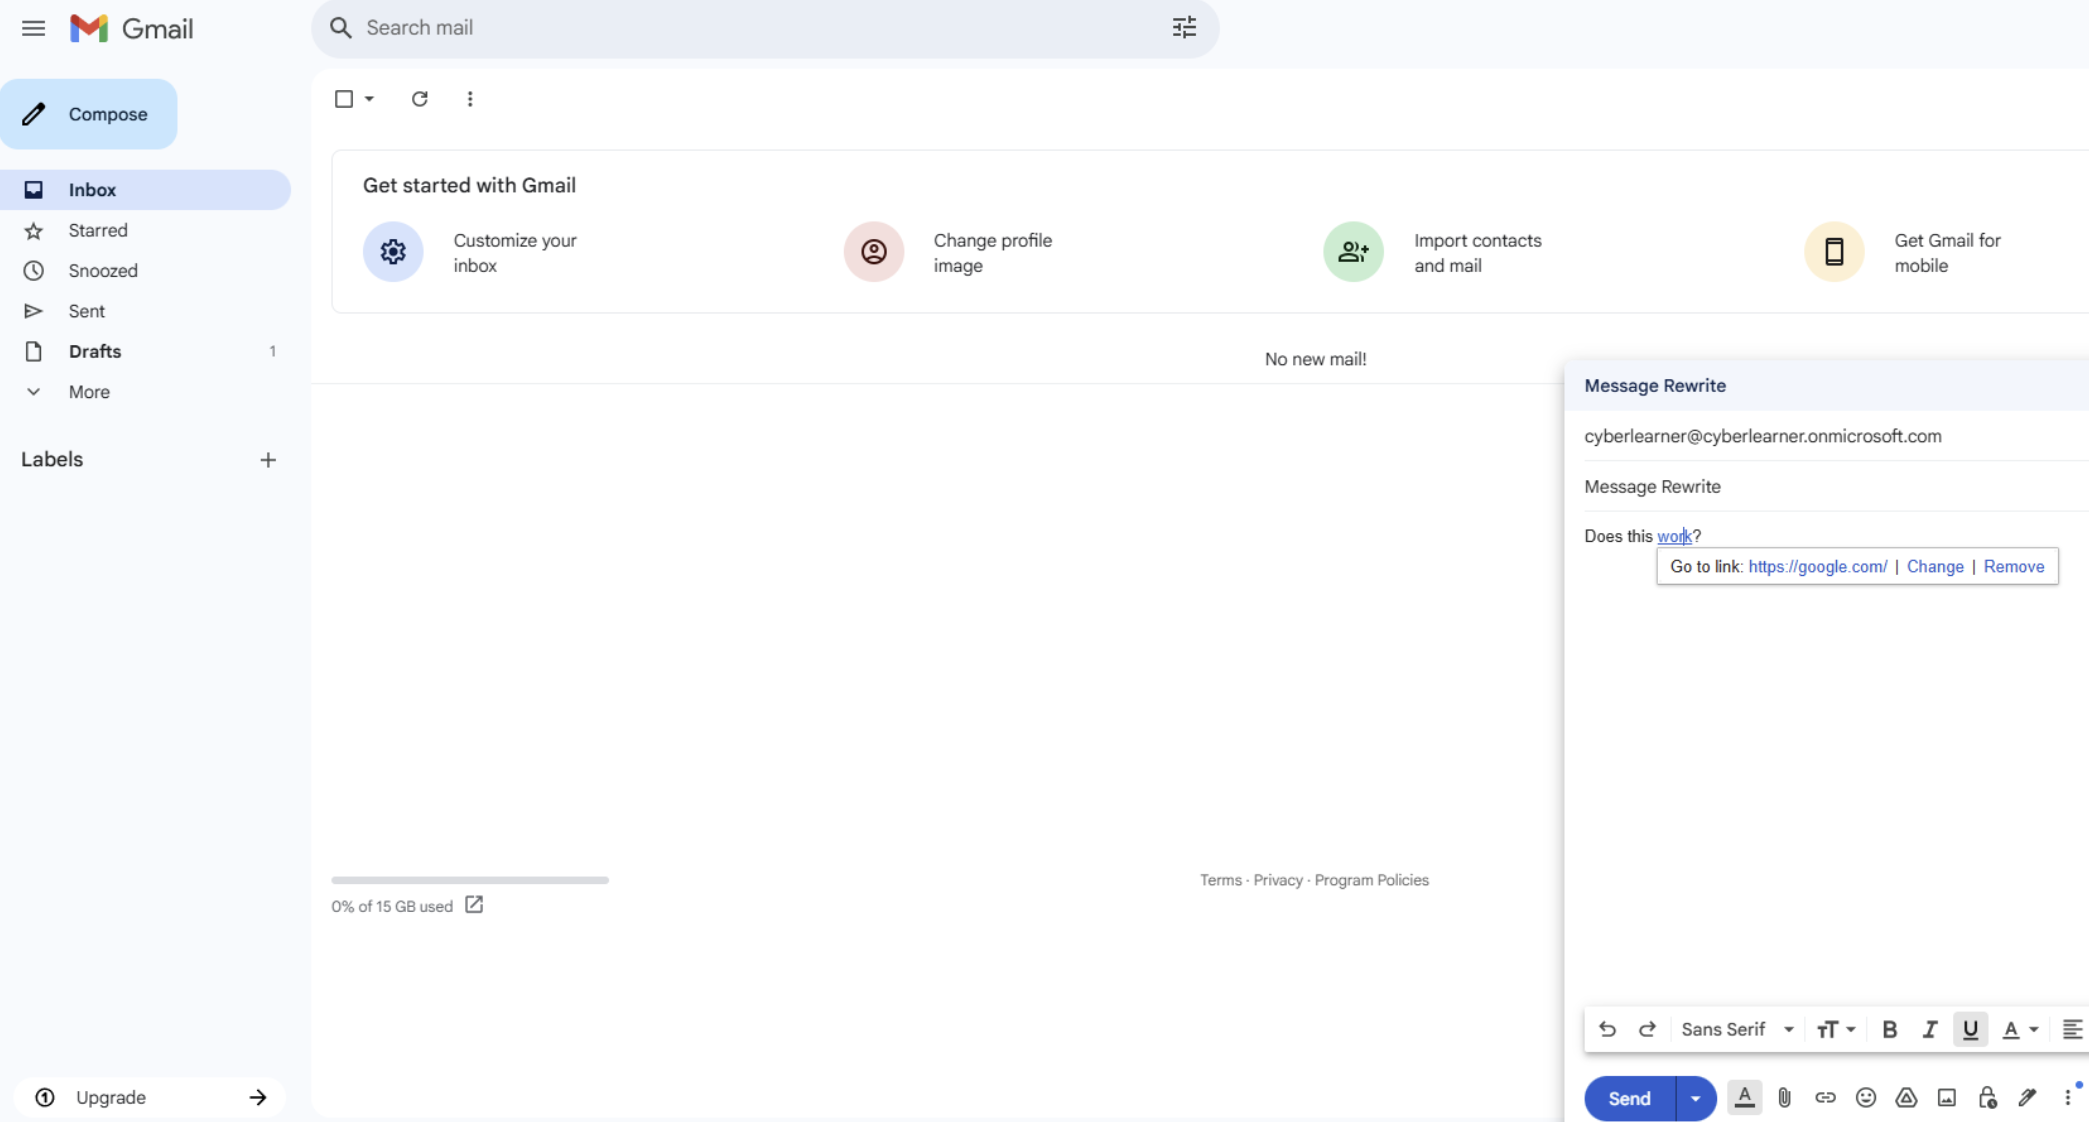 Gmail
Search mail
Compose
Inbox
Starred
Snoozed
Sent
Drafts 1
More
Labels
Upgrade
Get started with Gmail
Customize your
inbox
Change profile
image
Import contacts
and mail
Get Gmail for
mobile
No new mail!
0% of 15 GB used
Terms · Privacy · Program Policies
Message Rewrite
cyberlearner@cyberlearner.onmicrosoft.com
Message Rewrite
Does this work?
Go to link: https://google.com/ | Change | Remove
Sans Serif
Send